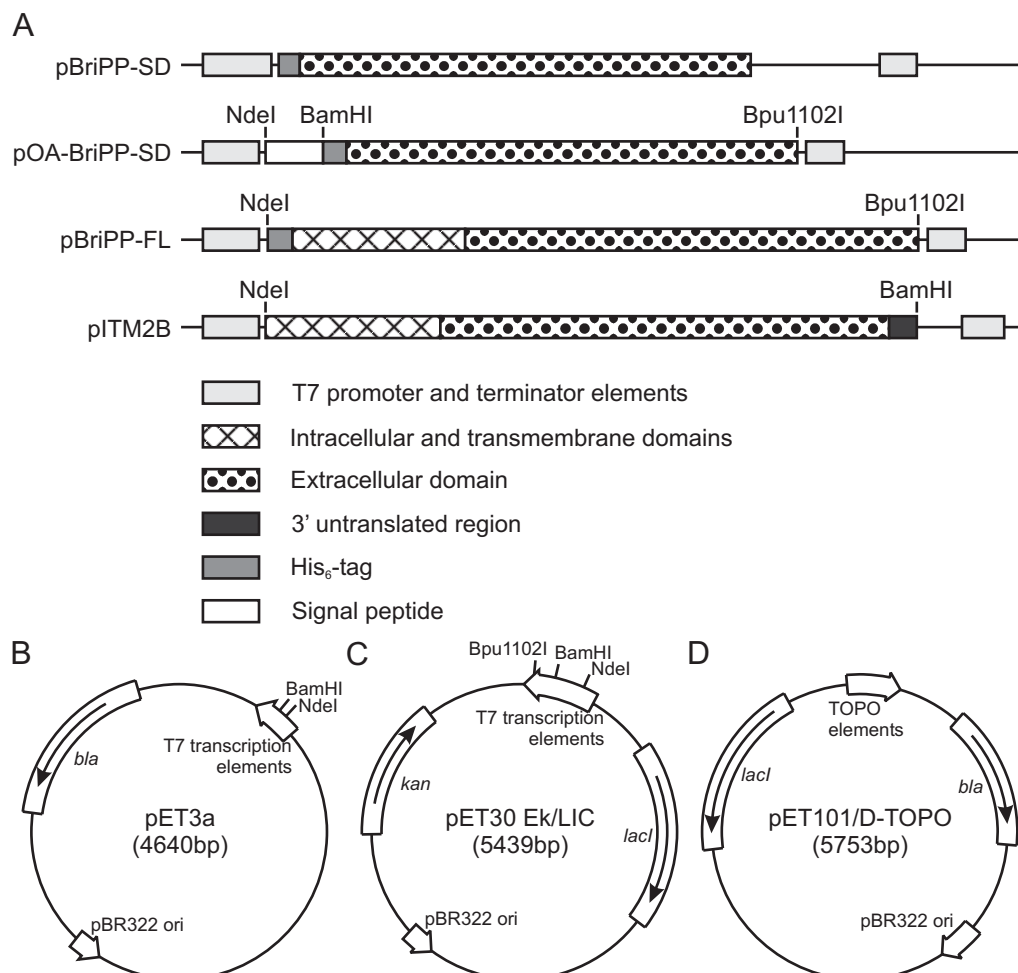 A
pBriPP-SD
NdeI BamHI Bpu1102I
pOA-BriPP-SD
NdeI Bpu1102I
pBriPP-FL
NdeI BamHI
pITM2B
T7 promoter and terminator elements
Intracellular and transmembrane domains
Extracellular domain
3' untranslated region
His6-tag
Signal peptide
B
BamHI
NdeI
T7 transcription
elements
bla
pET3a
(4640bp)
pBR322 ori
C
Bpu1102I
BamHI
NdeI
T7 transcription
elements
kan
lacI
pET30 Ek/LIC
(5439bp)
pBR322 ori
D
TOPO
elements
lacI
bla
pET101/D-TOPO
(5753bp)
pBR322 ori